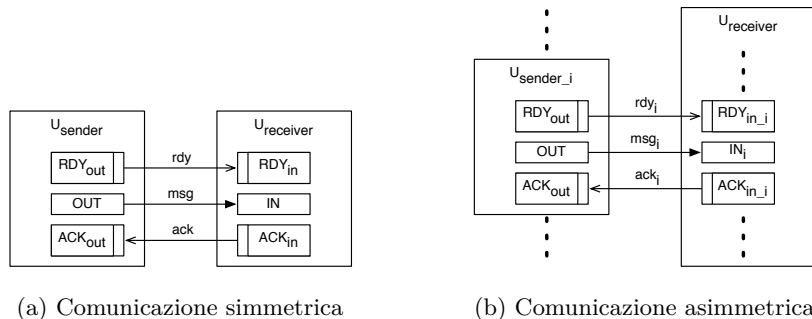 U_sender
U_receiver
RDY_out
rdy
RDY_in
OUT
msg
IN
ACK_out
ack
ACK_in
(a) Comunicazione simmetrica
U_receiver
U_sender_i
RDY_out
rdy_i
RDY_in_i
OUT
msg_i
IN_i
ACK_out
ack_i
ACK_in_i
(b) Comunicazione asimmetrica